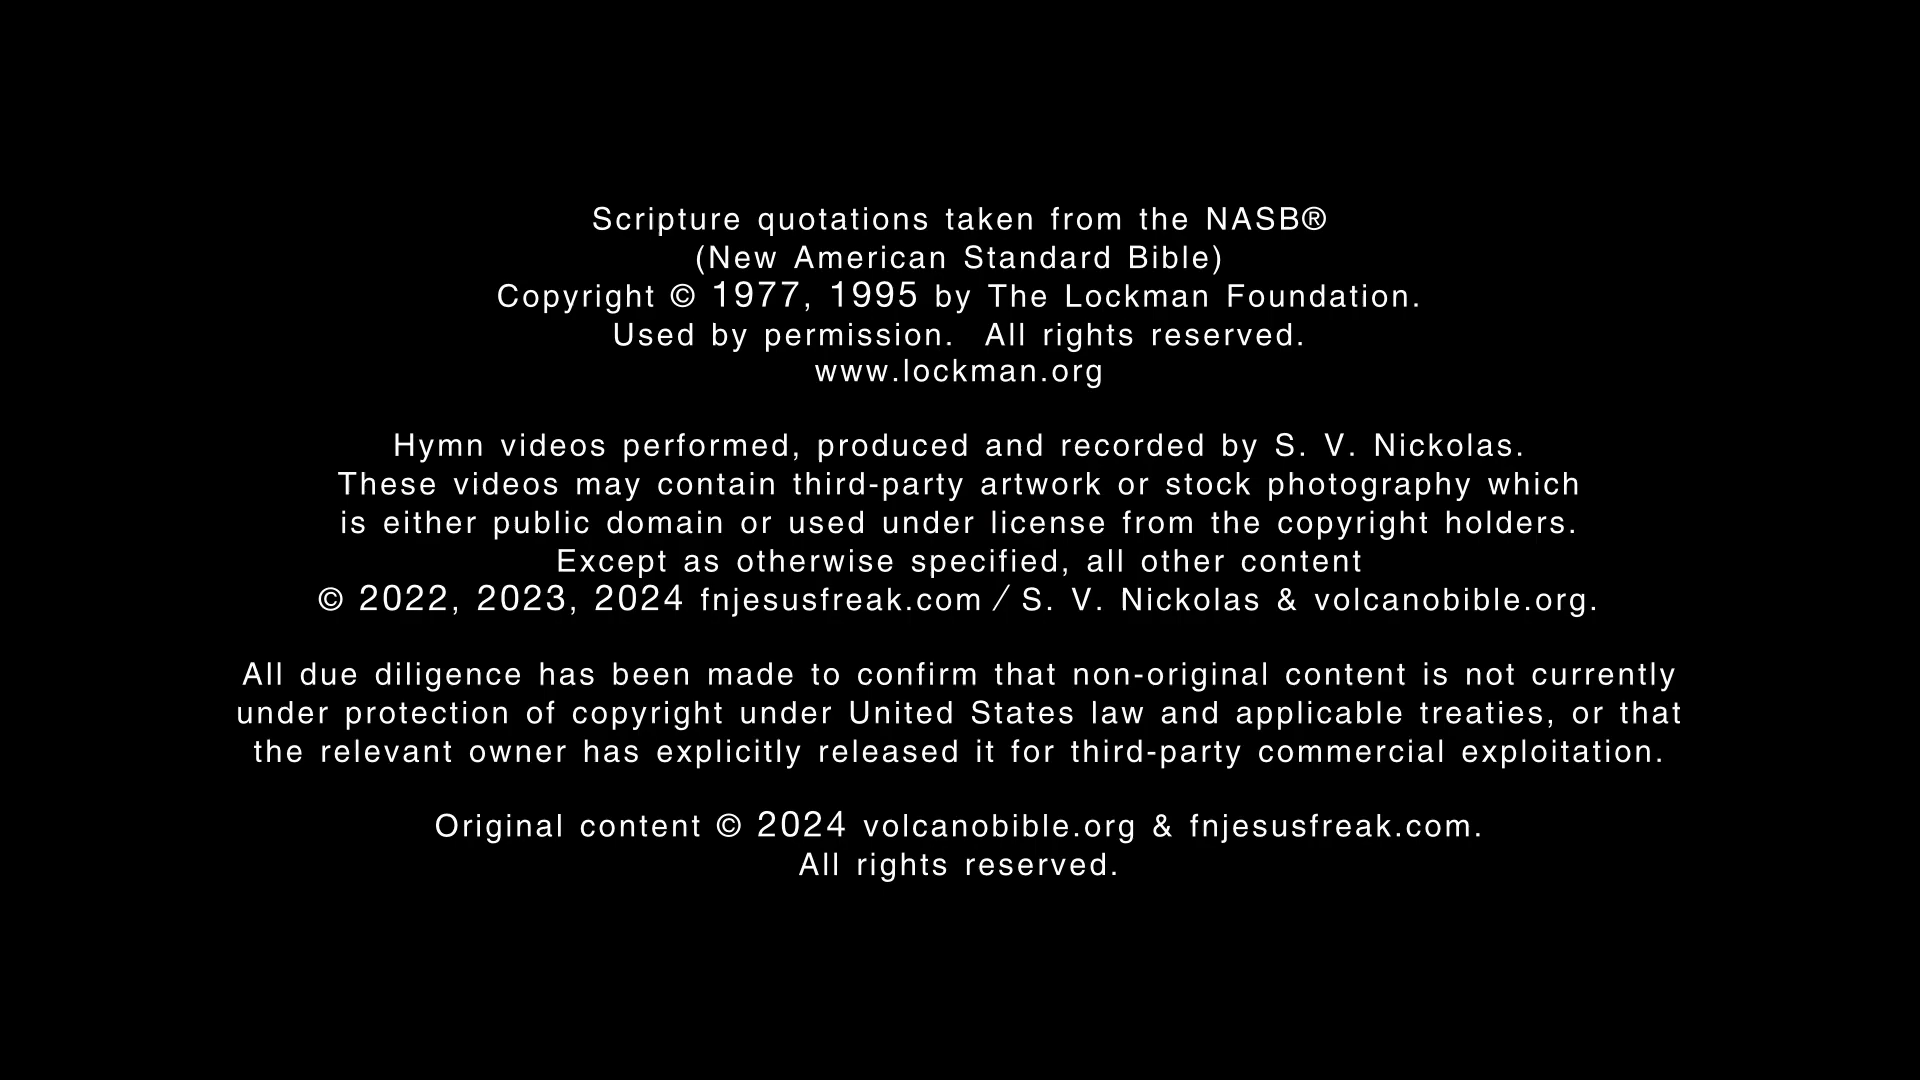 Scripture quotations taken from the NASB®
(New American Standard Bible)
Copyright © 1977, 1995 by The Lockman Foundation.
Used by permission.  All rights reserved.
www.lockman.org
Hymn videos performed, produced and recorded by S. V. Nickolas.
These videos may contain third-party artwork or stock photography which
is either public domain or used under license from the copyright holders.
Except as otherwise specified, all other content
© 2022, 2023, 2024 fnjesusfreak.com / S. V. Nickolas & volcanobible.org.
All due diligence has been made to confirm that non-original content is not currently
under protection of copyright under United States law and applicable treaties, or that
the relevant owner has explicitly released it for third-party commercial exploitation.
Original content © 2024 volcanobible.org & fnjesusfreak.com.
All rights reserved.